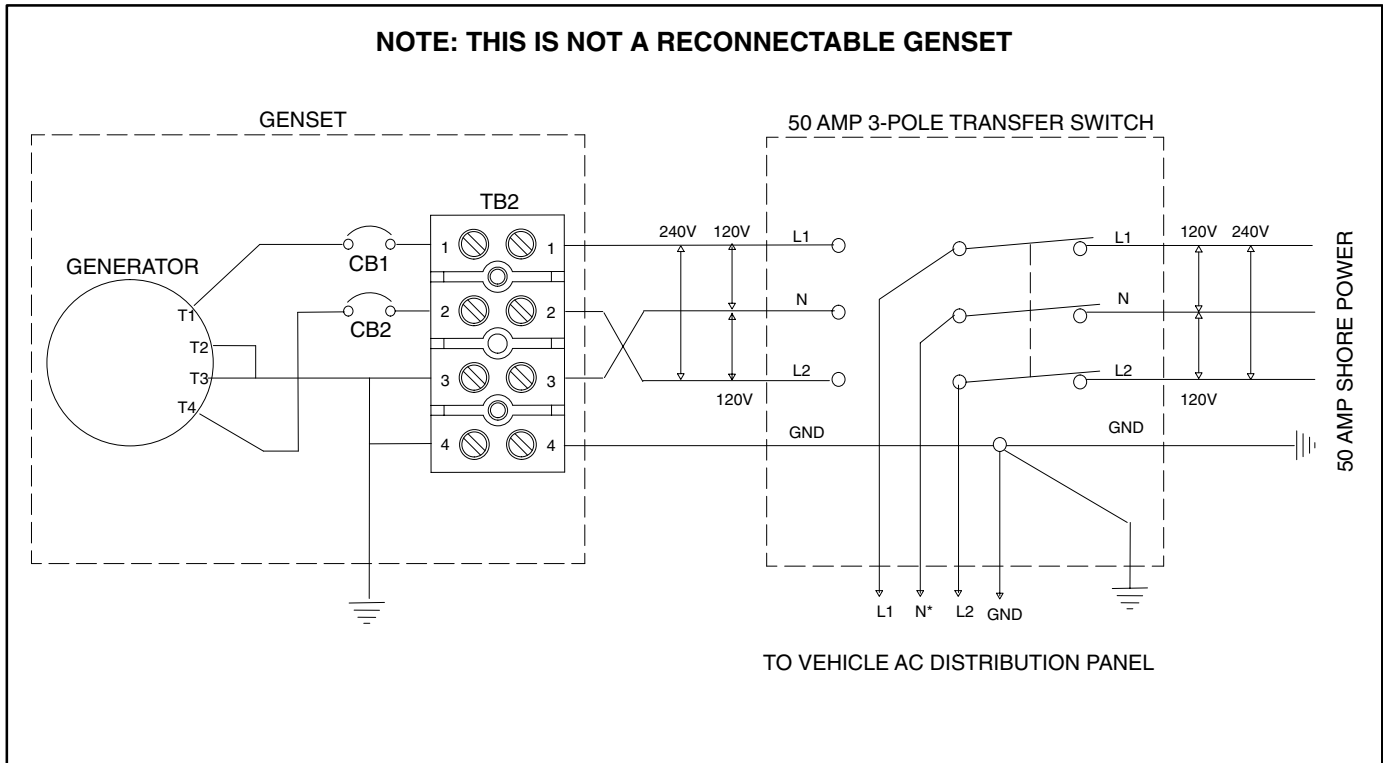 NOTE: THIS IS NOT A RECONNECTABLE GENSET
GENSET
50 AMP 3-POLE TRANSFER SWITCH
TB2
GENERATOR
T1
T2
T3
T4
CB1
CB2
1 1
2 2
3 3
4 4
240V 120V
120V
L1
N
L2
GND
L1
N
L2
GND
120V 240V
120V
50 AMP SHORE POWER
L1 N* L2 GND
TO VEHICLE AC DISTRIBUTION PANEL